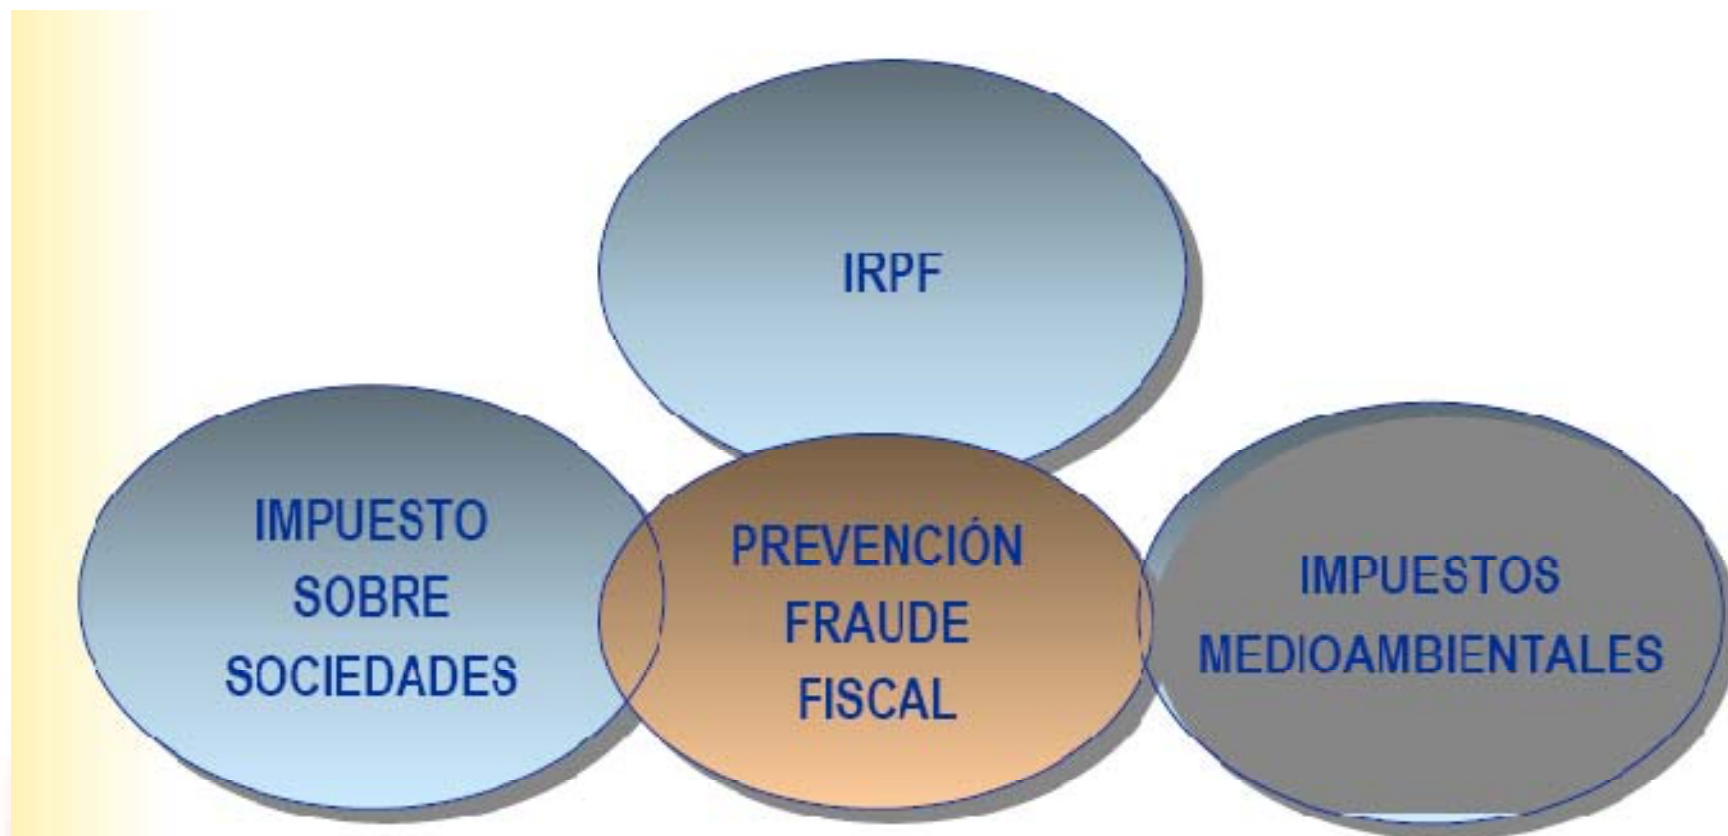 IRPF
IMPUESTO
SOBRE
SOCIEDADES
PREVENCIÓN
FRAUDE
FISCAL
IMPUESTOS
MEDIOAMBIENTALES